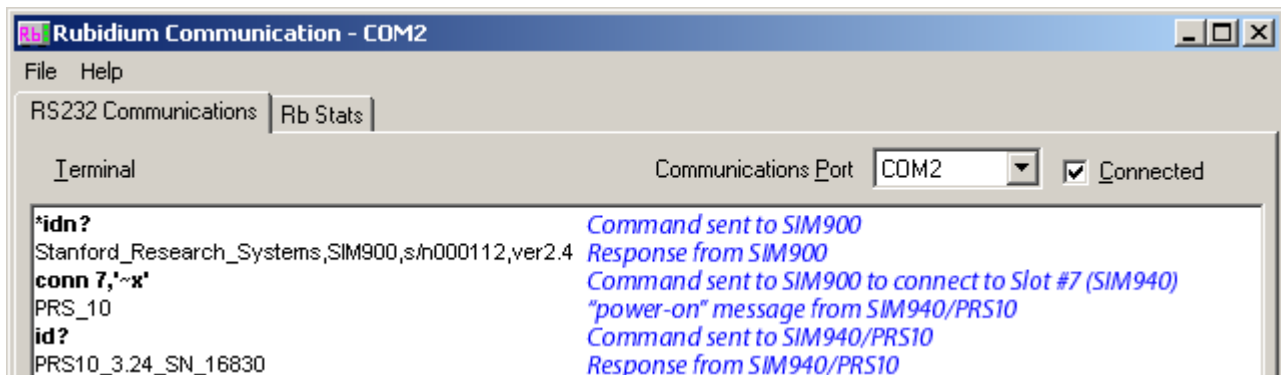 Rb Rubidium Communication - COM2
File Help
RS232 Communications Rb Stats
Terminal Communications Port COM2 Connected
*idn? Command sent to SIM900
Stanford_Research_Systems,SIM900,s/n000112,ver2.4 Response from SIM900
conn 7,'~x' Command sent to SIM900 to connect to Slot #7 (SIM940)
PRS_10 “power-on” message from SIM940/PRS10
id? Command sent to SIM940/PRS10
PRS10_3.24_SN_16830 Response from SIM940/PRS10